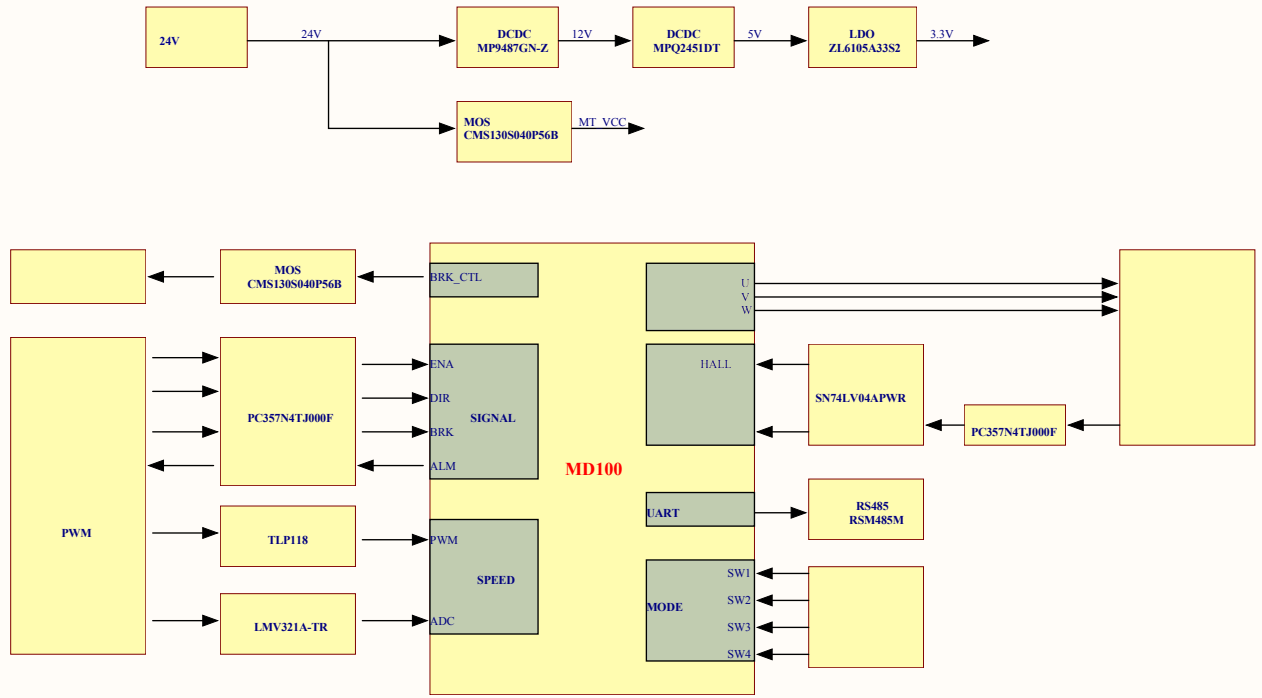 24V
24V
DCDC
MP9487GN-Z
12V
DCDC
MPQ2451DT
5V
LDO
ZL6105A33S2
3.3V
MOS
CMS130S040P56B
MT_VCC
MOS
CMS130S040P56B
BRK_CTL
U
V
W
PC357N4TJ000F
ENA
DIR
BRK
ALM
SIGNAL
HALL
SN74LV04APWR
PC357N4TJ000F
MD100
PWM
TLP118
LMV321A-TR
PWM
ADC
SPEED
UART
RS485
RSM485M
MODE
SW1
SW2
SW3
SW4